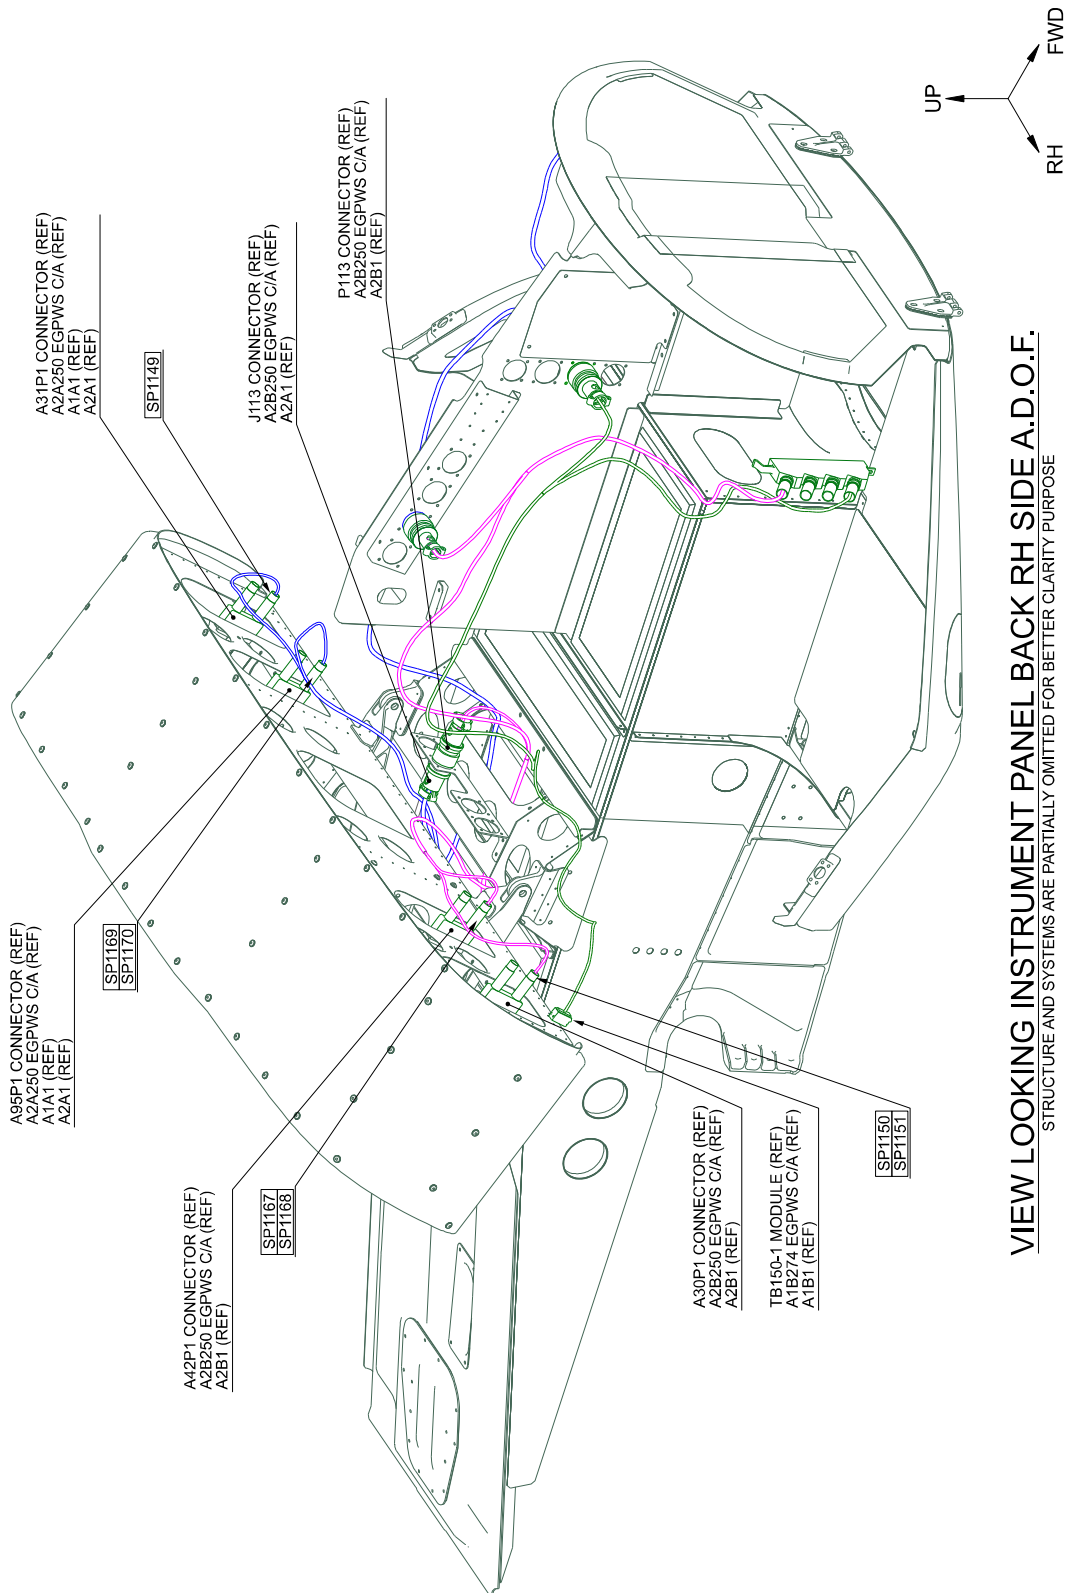 A31P1 CONNECTOR (REF)
A2A250 EGPWS C/A (REF)
A1A1 (REF)
A2A1 (REF)
SP1149
J113 CONNECTOR (REF)
A2B250 EGPWS C/A (REF)
A2A1 (REF)
P113 CONNECTOR (REF)
A2B250 EGPWS C/A (REF)
A2B1 (REF)
A95P1 CONNECTOR (REF)
A2A250 EGPWS C/A (REF)
A1A1 (REF)
A2A1 (REF)
SP1169
SP1170
A42P1 CONNECTOR (REF)
A2B250 EGPWS C/A (REF)
A2B1 (REF)
SP1167
SP1168
A30P1 CONNECTOR (REF)
A2B250 EGPWS C/A (REF)
A2B1 (REF)
TB150-1 MODULE (REF)
A1B274 EGPWS C/A (REF)
A1B1 (REF)
SP1150
SP1151
UP
RH
FWD
VIEW LOOKING INSTRUMENT PANEL BACK RH SIDE A.D.O.F.
STRUCTURE AND SYSTEMS ARE PARTIALLY OMITTED FOR BETTER CLARITY PURPOSE